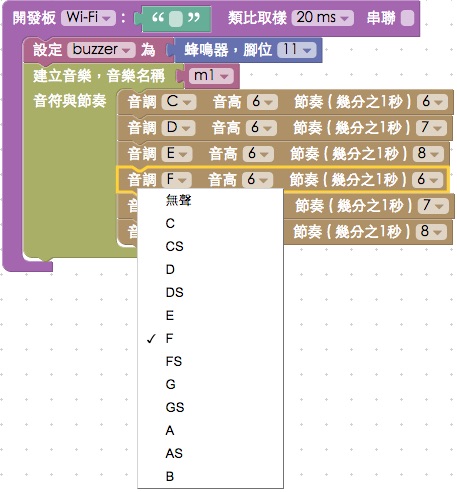 開發板 Wi-Fi : “ ” 類比取樣 20 ms 串聯
設定 buzzer 為 蜂鳴器，腳位 11
建立音樂，音樂名稱 m1
音符與節奏 音調 C 音高 6 節奏 ( 幾分之1秒 ) 6
音調 D 音高 6 節奏 ( 幾分之1秒 ) 7
音調 E 音高 6 節奏 ( 幾分之1秒 ) 8
音調 F 音高 6 節奏 ( 幾分之1秒 ) 6
節奏 ( 幾分之1秒 ) 7
節奏 ( 幾分之1秒 ) 8
無聲
C
CS
D
DS
E
✓ F
FS
G
GS
A
AS
B